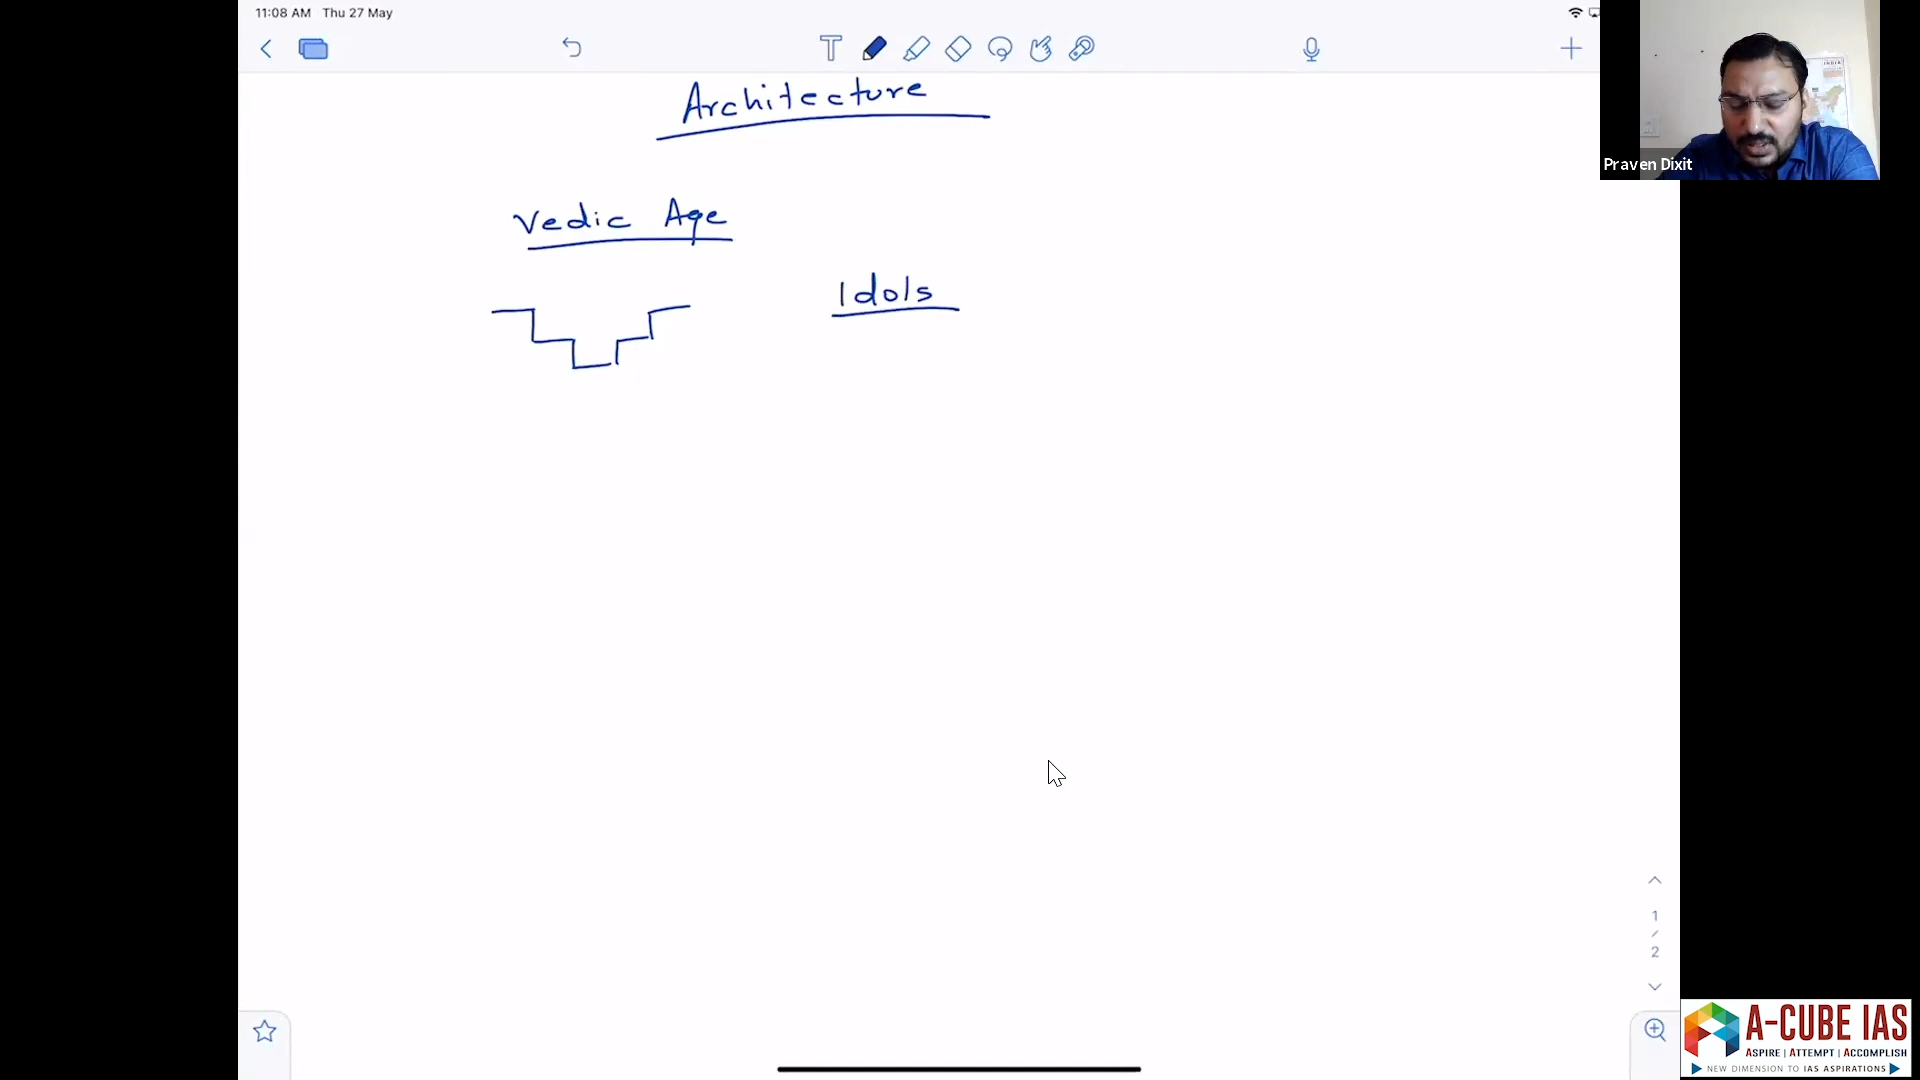 11:08 AM Thu 27 May
Architecture
Vedic Age
Idols
Praven Dixit
INDIA
1
/
2
A-CUBE IAS
ASPIRE | ATTEMPT | ACCOMPLISH
NEW DIMENSION TO IAS ASPIRATIONS